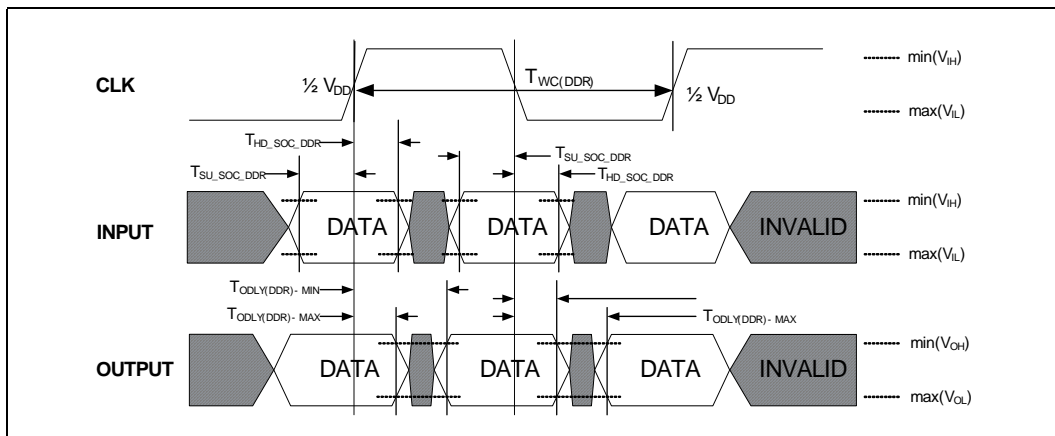 CLK
½ VDD
TWC(DDR)
½ VDD
min(VIH)
max(VIL)
THD_SOC_DDR
TSU_SOC_DDR
TSU_SOC_DDR
THD_SOC_DDR
INPUT
DATA
DATA
DATA
INVALID
min(VIH)
max(VIL)
TODLY(DDR)- MIN
TODLY(DDR)- MAX
TODLY(DDR)- MAX
OUTPUT
DATA
DATA
DATA
INVALID
min(VOH)
max(VOL)